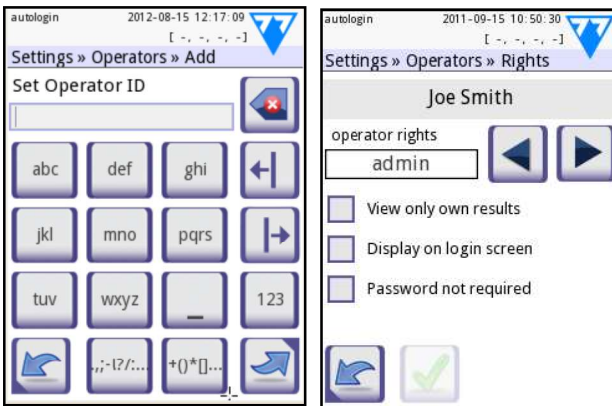 autologin 2012-08-15 12:17:09
[ -, -, -, -]
Settings » Operators » Add
Set Operator ID
abc def ghi
jkl mno pqrs
tuv wxyz _ 123
.,;-!?/:... +()*[]...
autologin 2011-09-15 10:50:30
[ -, -, -, -]
Settings » Operators » Rights
Joe Smith
operator rights
admin
View only own results
Display on login screen
Password not required